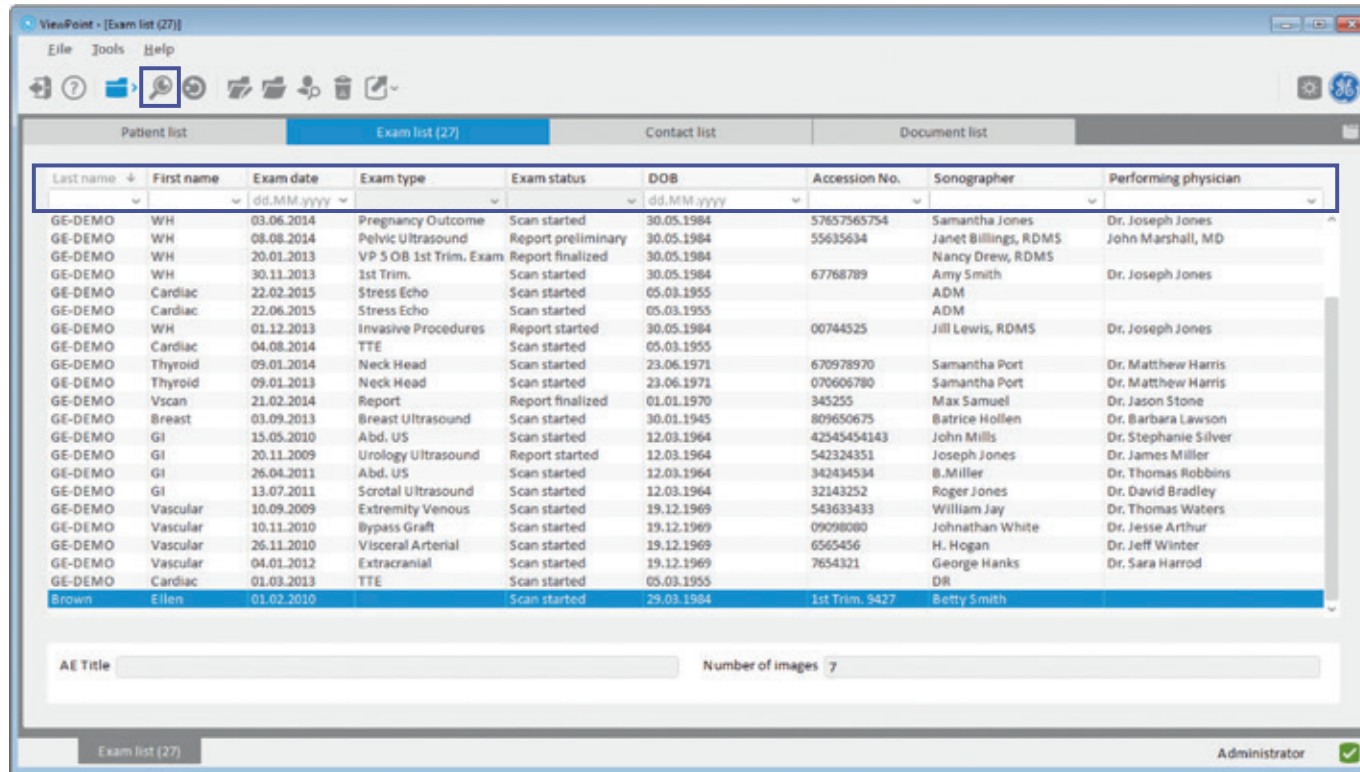 ViewPoint - [Exam list (27)]
File Tools Help
Patient list Exam list (27) Contact list Document list
Last name First name Exam date Exam type Exam status DOB Accession No. Sonographer Performing physician
dd.MM.yyyy dd.MM.yyyy
GE-DEMO WH 03.06.2014 Pregnancy Outcome Scan started 30.05.1984 57657565754 Samantha Jones Dr. Joseph Jones
GE-DEMO WH 08.08.2014 Pelvic Ultrasound Report preliminary 30.05.1984 55635634 Janet Billings, RDMS John Marshall, MD
GE-DEMO WH 20.01.2013 VP 5 OB 1st Trim. Exam Report finalized 30.05.1984 Nancy Drew, RDMS
GE-DEMO WH 30.11.2013 1st Trim. Scan started 30.05.1984 67768789 Amy Smith Dr. Joseph Jones
GE-DEMO Cardiac 22.02.2015 Stress Echo Scan started 05.03.1955 ADM
GE-DEMO Cardiac 22.06.2015 Stress Echo Scan started 05.03.1955 ADM
GE-DEMO WH 01.12.2013 Invasive Procedures Report started 30.05.1984 00744525 Jill Lewis, RDMS Dr. Joseph Jones
GE-DEMO Cardiac 04.08.2014 TTE Scan started 05.03.1955
GE-DEMO Thyroid 09.01.2014 Neck Head Scan started 23.06.1971 670978970 Samantha Port Dr. Matthew Harris
GE-DEMO Thyroid 09.01.2013 Neck Head Scan started 23.06.1971 070606780 Samantha Port Dr. Matthew Harris
GE-DEMO Vscan 21.02.2014 Report Report finalized 01.01.1970 345255 Max Samuel Dr. Jason Stone
GE-DEMO Breast 03.09.2013 Breast Ultrasound Scan started 30.01.1945 809650675 Batrice Hollen Dr. Barbara Lawson
GE-DEMO GI 15.05.2010 Abd. US Scan started 12.03.1964 42545454143 John Mills Dr. Stephanie Silver
GE-DEMO GI 20.11.2009 Urology Ultrasound Report started 12.03.1964 542324351 Joseph Jones Dr. James Miller
GE-DEMO GI 26.04.2011 Abd. US Scan started 12.03.1964 342434534 B.Miller Dr. Thomas Robbins
GE-DEMO GI 13.07.2011 Scrotal Ultrasound Scan started 12.03.1964 32143252 Roger Jones Dr. David Bradley
GE-DEMO Vascular 10.09.2009 Extremity Venous Scan started 19.12.1969 543633433 William Jay Dr. Thomas Waters
GE-DEMO Vascular 10.11.2010 Bypass Graft Scan started 19.12.1969 09098080 Johnathan White Dr. Jesse Arthur
GE-DEMO Vascular 26.11.2010 Visceral Arterial Scan started 19.12.1969 6565456 H. Hogan Dr. Jeff Winter
GE-DEMO Vascular 04.01.2012 Extracranial Scan started 19.12.1969 7654321 George Hanks Dr. Sara Harrod
GE-DEMO Cardiac 01.03.2013 TTE Scan started 05.03.1955 DR
Brown Ellen 01.02.2010 Scan started 29.03.1984 1st Trim. 9427 Betty Smith
AE Title Number of images 7
Exam list (27) Administrator